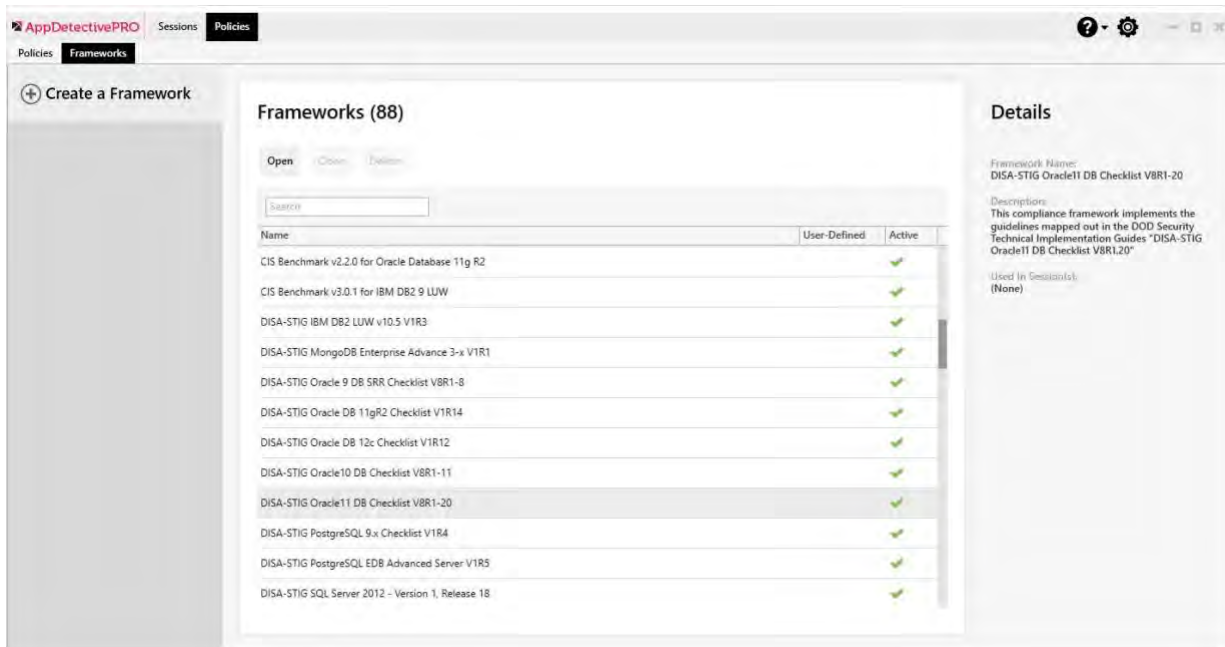 AppDetectivePRO Sessions Policies
Policies Frameworks
Create a Framework
Frameworks (88)
Open Clone Delete
Search
Name User-Defined Active
CIS Benchmark v2.2.0 for Oracle Database 11g R2
CIS Benchmark v3.0.1 for IBM DB2 9 LUW
DISA-STIG IBM DB2 LUW v10.5 V1R3
DISA-STIG MongoDB Enterprise Advance 3-x V1R1
DISA-STIG Oracle 9 DB SRR Checklist V8R1-8
DISA-STIG Oracle DB 11gR2 Checklist V1R14
DISA-STIG Oracle DB 12c Checklist V1R12
DISA-STIG Oracle10 DB Checklist V8R1-11
DISA-STIG Oracle11 DB Checklist V8R1-20
DISA-STIG PostgreSQL 9.x Checklist V1R4
DISA-STIG PostgreSQL EDB Advanced Server V1R5
DISA-STIG SQL Server 2012 - Version 1, Release 18
Details
Framework Name:
DISA-STIG Oracle11 DB Checklist V8R1-20
Description:
This compliance framework implements the
guidelines mapped out in the DOD Security
Technical Implementation Guides "DISA-STIG
Oracle11 DB Checklist V8R1.20"
Used In Session(s):
(None)